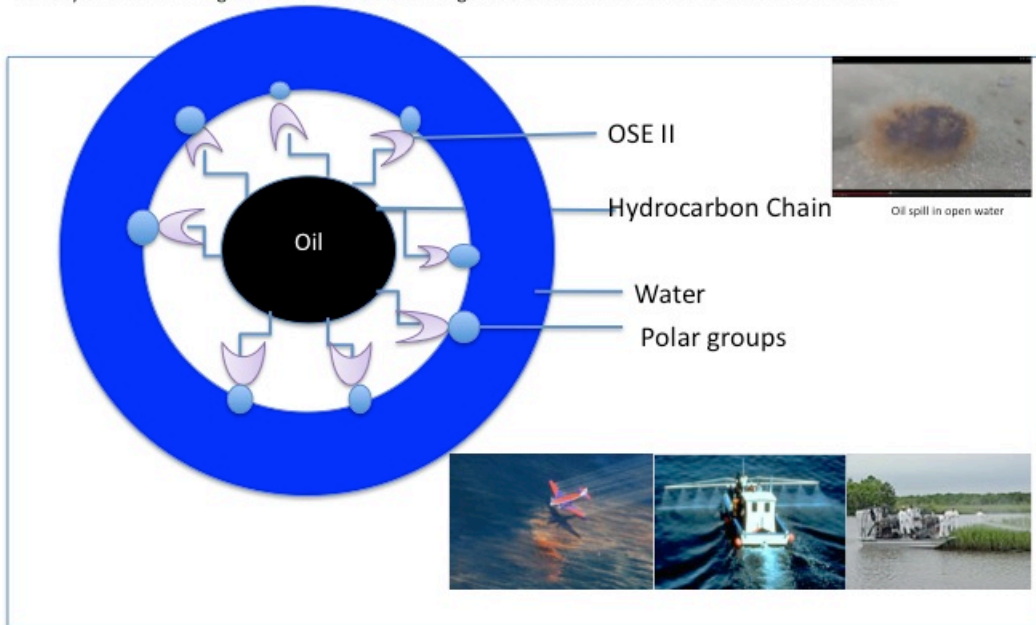 Oil
OSE II
Hydrocarbon Chain
Oil spill in open water
Water
Polar groups